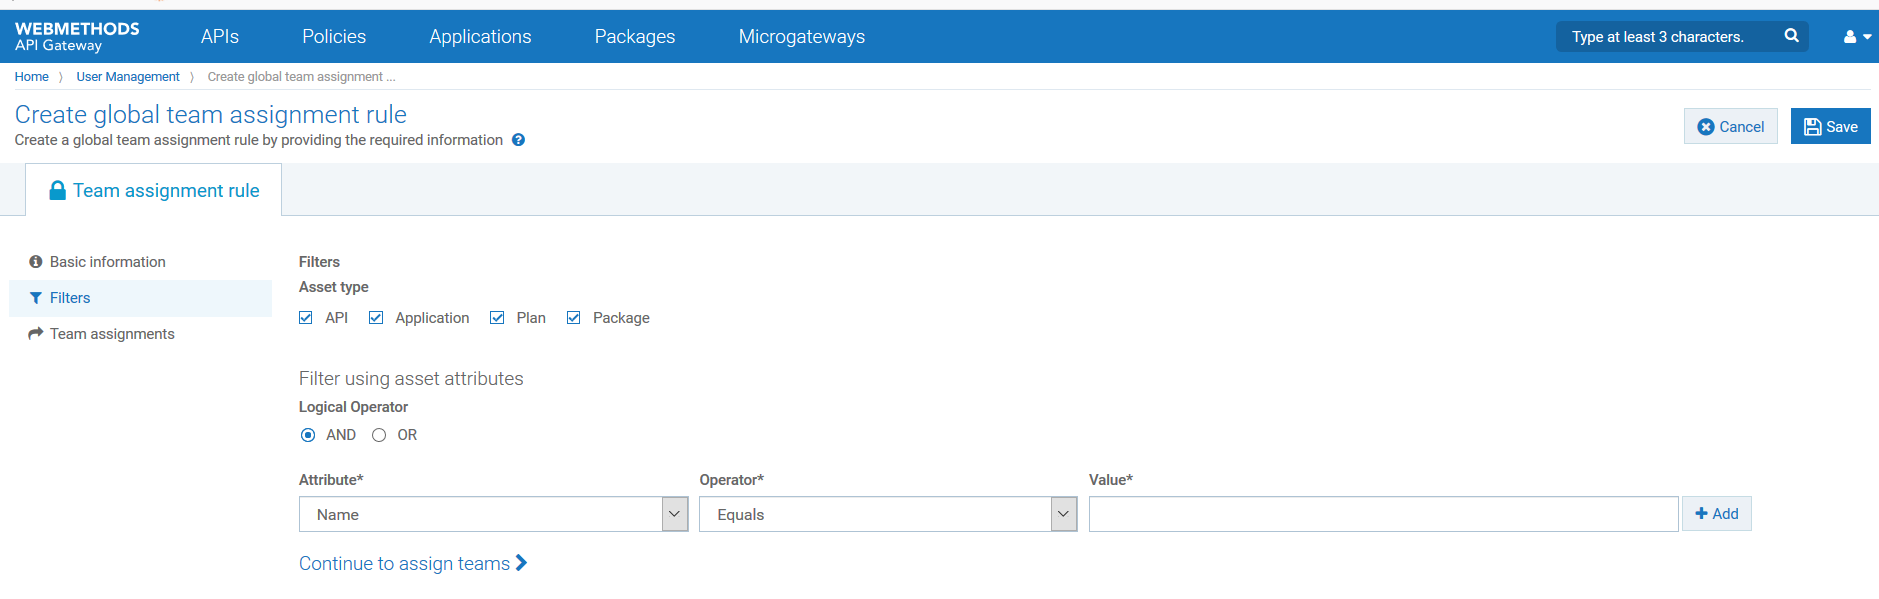 WEBMETHODS
API Gateway
APIs
Policies
Applications
Packages
Microgateways
Type at least 3 characters.
Home 〉 User Management 〉 Create global team assignment ...
Create global team assignment rule
Create a global team assignment rule by providing the required information
Cancel
Save
Team assignment rule
Basic information
Filters
Team assignments
Filters
Asset type
API Application Plan Package
Filter using asset attributes
Logical Operator
AND OR
Attribute* Operator* Value*
Name Equals + Add
Continue to assign teams